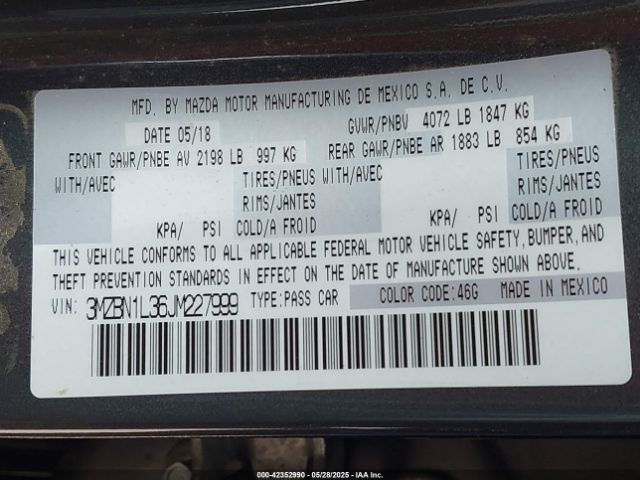 MFD. BY MAZDA MOTOR MANUFACTURING DE MEXICO S.A. DE C.V.
DATE 05/18 GVWR/PNBV 4072 LB 1847 KG
FRONT GAWR/PNBE AV 2198 LB 997 KG REAR GAWR/PNBE AR 1883 LB 854 KG
WITH/AVEC TIRES/PNEUS WITH/AVEC TIRES/PNEUS
RIMS/JANTES RIMS/JANTES
KPA/ PSI COLD/A FROID KPA/ PSI COLD/A FROID
THIS VEHICLE CONFORMS TO ALL APPLICABLE FEDERAL MOTOR VEHICLE SAFETY, BUMPER, AND
THEFT PREVENTION STANDARDS IN EFFECT ON THE DATE OF MANUFACTURE SHOWN ABOVE.
VIN: 3MZBN1L36JM227999 TYPE:PASS CAR COLOR CODE:46G MADE IN MEXICO
000-42352990 — 05/28/2025 — IAA Inc.